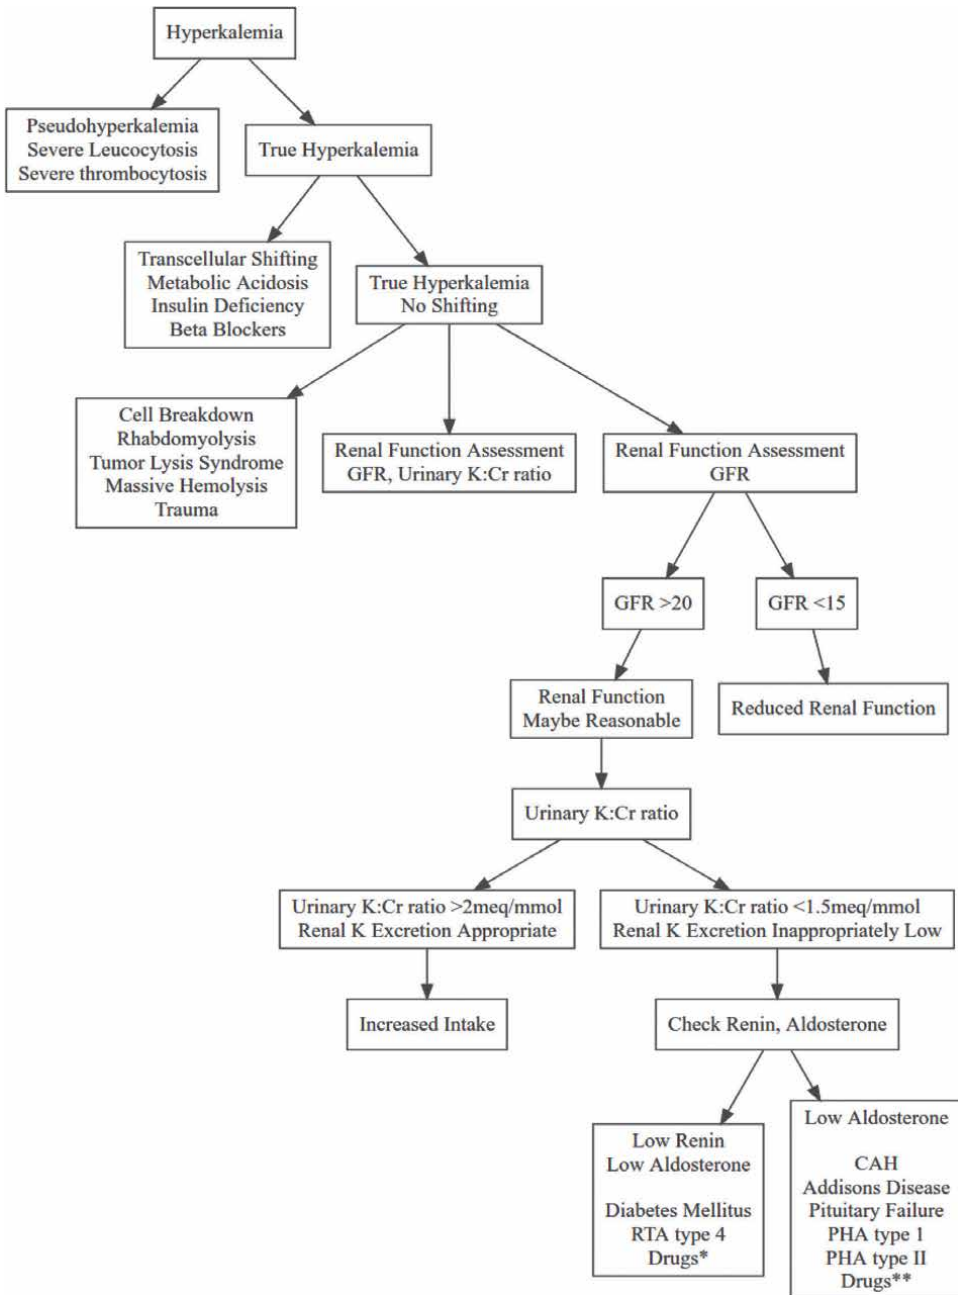 Hyperkalemia
Pseudohyperkalemia
Severe Leucocytosis
Severe thrombocytosis
True Hyperkalemia
Transcellular Shifting
Metabolic Acidosis
Insulin Deficiency
Beta Blockers
True Hyperkalemia
No Shifting
Cell Breakdown
Rhabdomyolysis
Tumor Lysis Syndrome
Massive Hemolysis
Trauma
Renal Function Assessment
GFR, Urinary K:Cr ratio
Renal Function Assessment
GFR
GFR >20
GFR <15
Renal Function
Maybe Reasonable
Reduced Renal Function
Urinary K:Cr ratio
Urinary K:Cr ratio >2meq/mmol
Renal K Excretion Appropriate
Urinary K:Cr ratio <1.5meq/mmol
Renal K Excretion Inappropriately Low
Increased Intake
Check Renin, Aldosterone
Low Renin
Low Aldosterone
Diabetes Mellitus
RTA type 4
Drugs*
Low Aldosterone
CAH
Addisons Disease
Pituitary Failure
PHA type 1
PHA type II
Drugs**